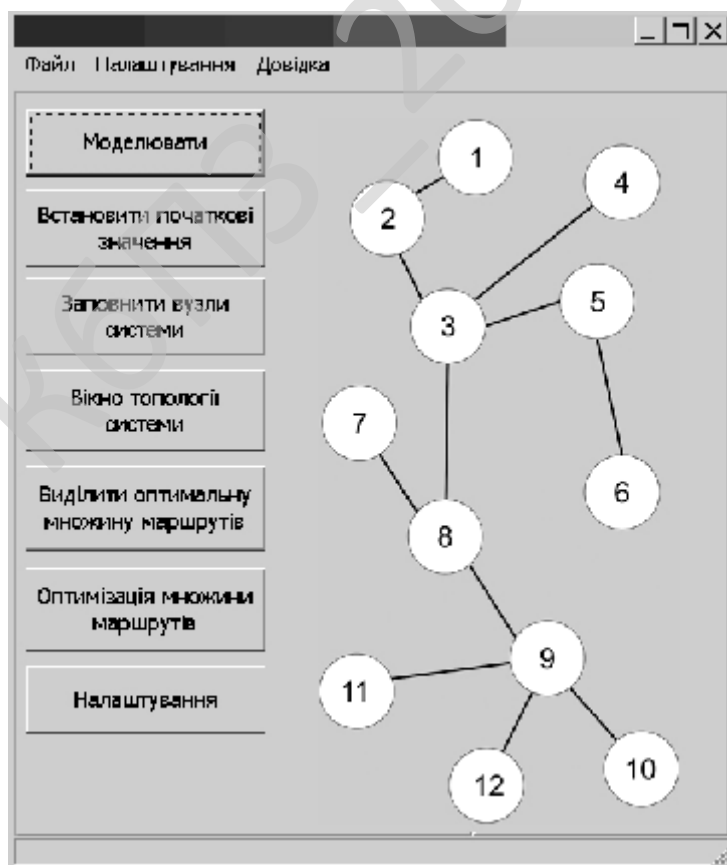 Файл Налаштування Довідка
Моделювати
Встановити початкові
значення
Заповнити вузли
системи
Вікно топології
системи
Виділити оптимальну
множину маршрутів
Оптимізація множини
маршрутів
Налаштування
1
4
2
5
3
7
6
8
9
11
10
12